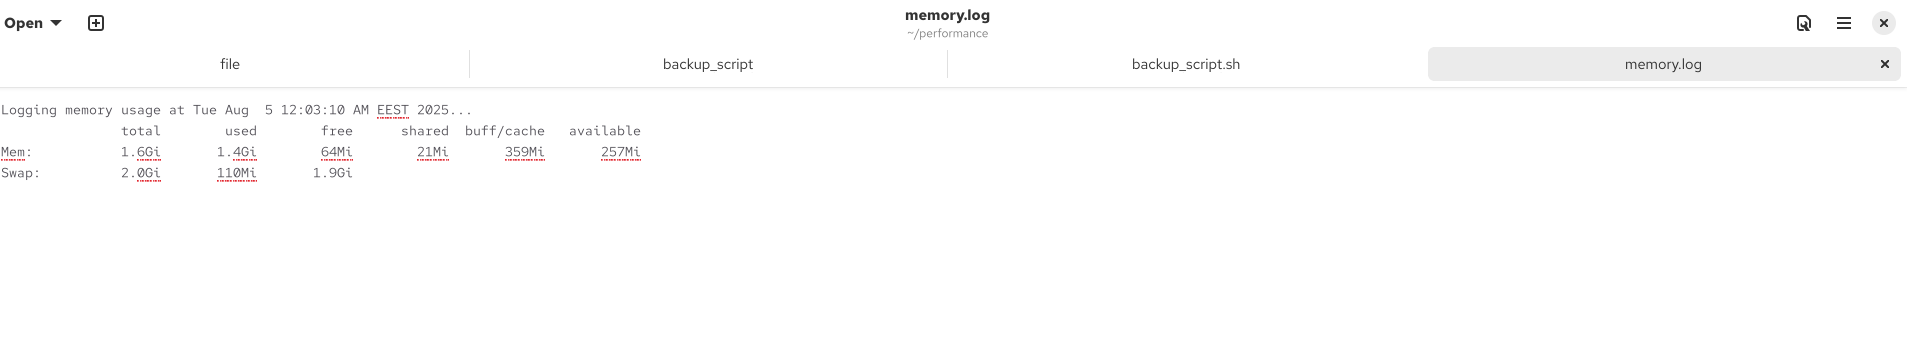 Open
memory.log
~/performance
file backup_script backup_script.sh memory.log
Logging memory usage at Tue Aug  5 12:03:10 AM EEST 2025...
               total        used        free      shared  buff/cache   available
Mem:           1.6Gi       1.4Gi        64Mi        21Mi       359Mi       257Mi
Swap:          2.0Gi       110Mi       1.9Gi